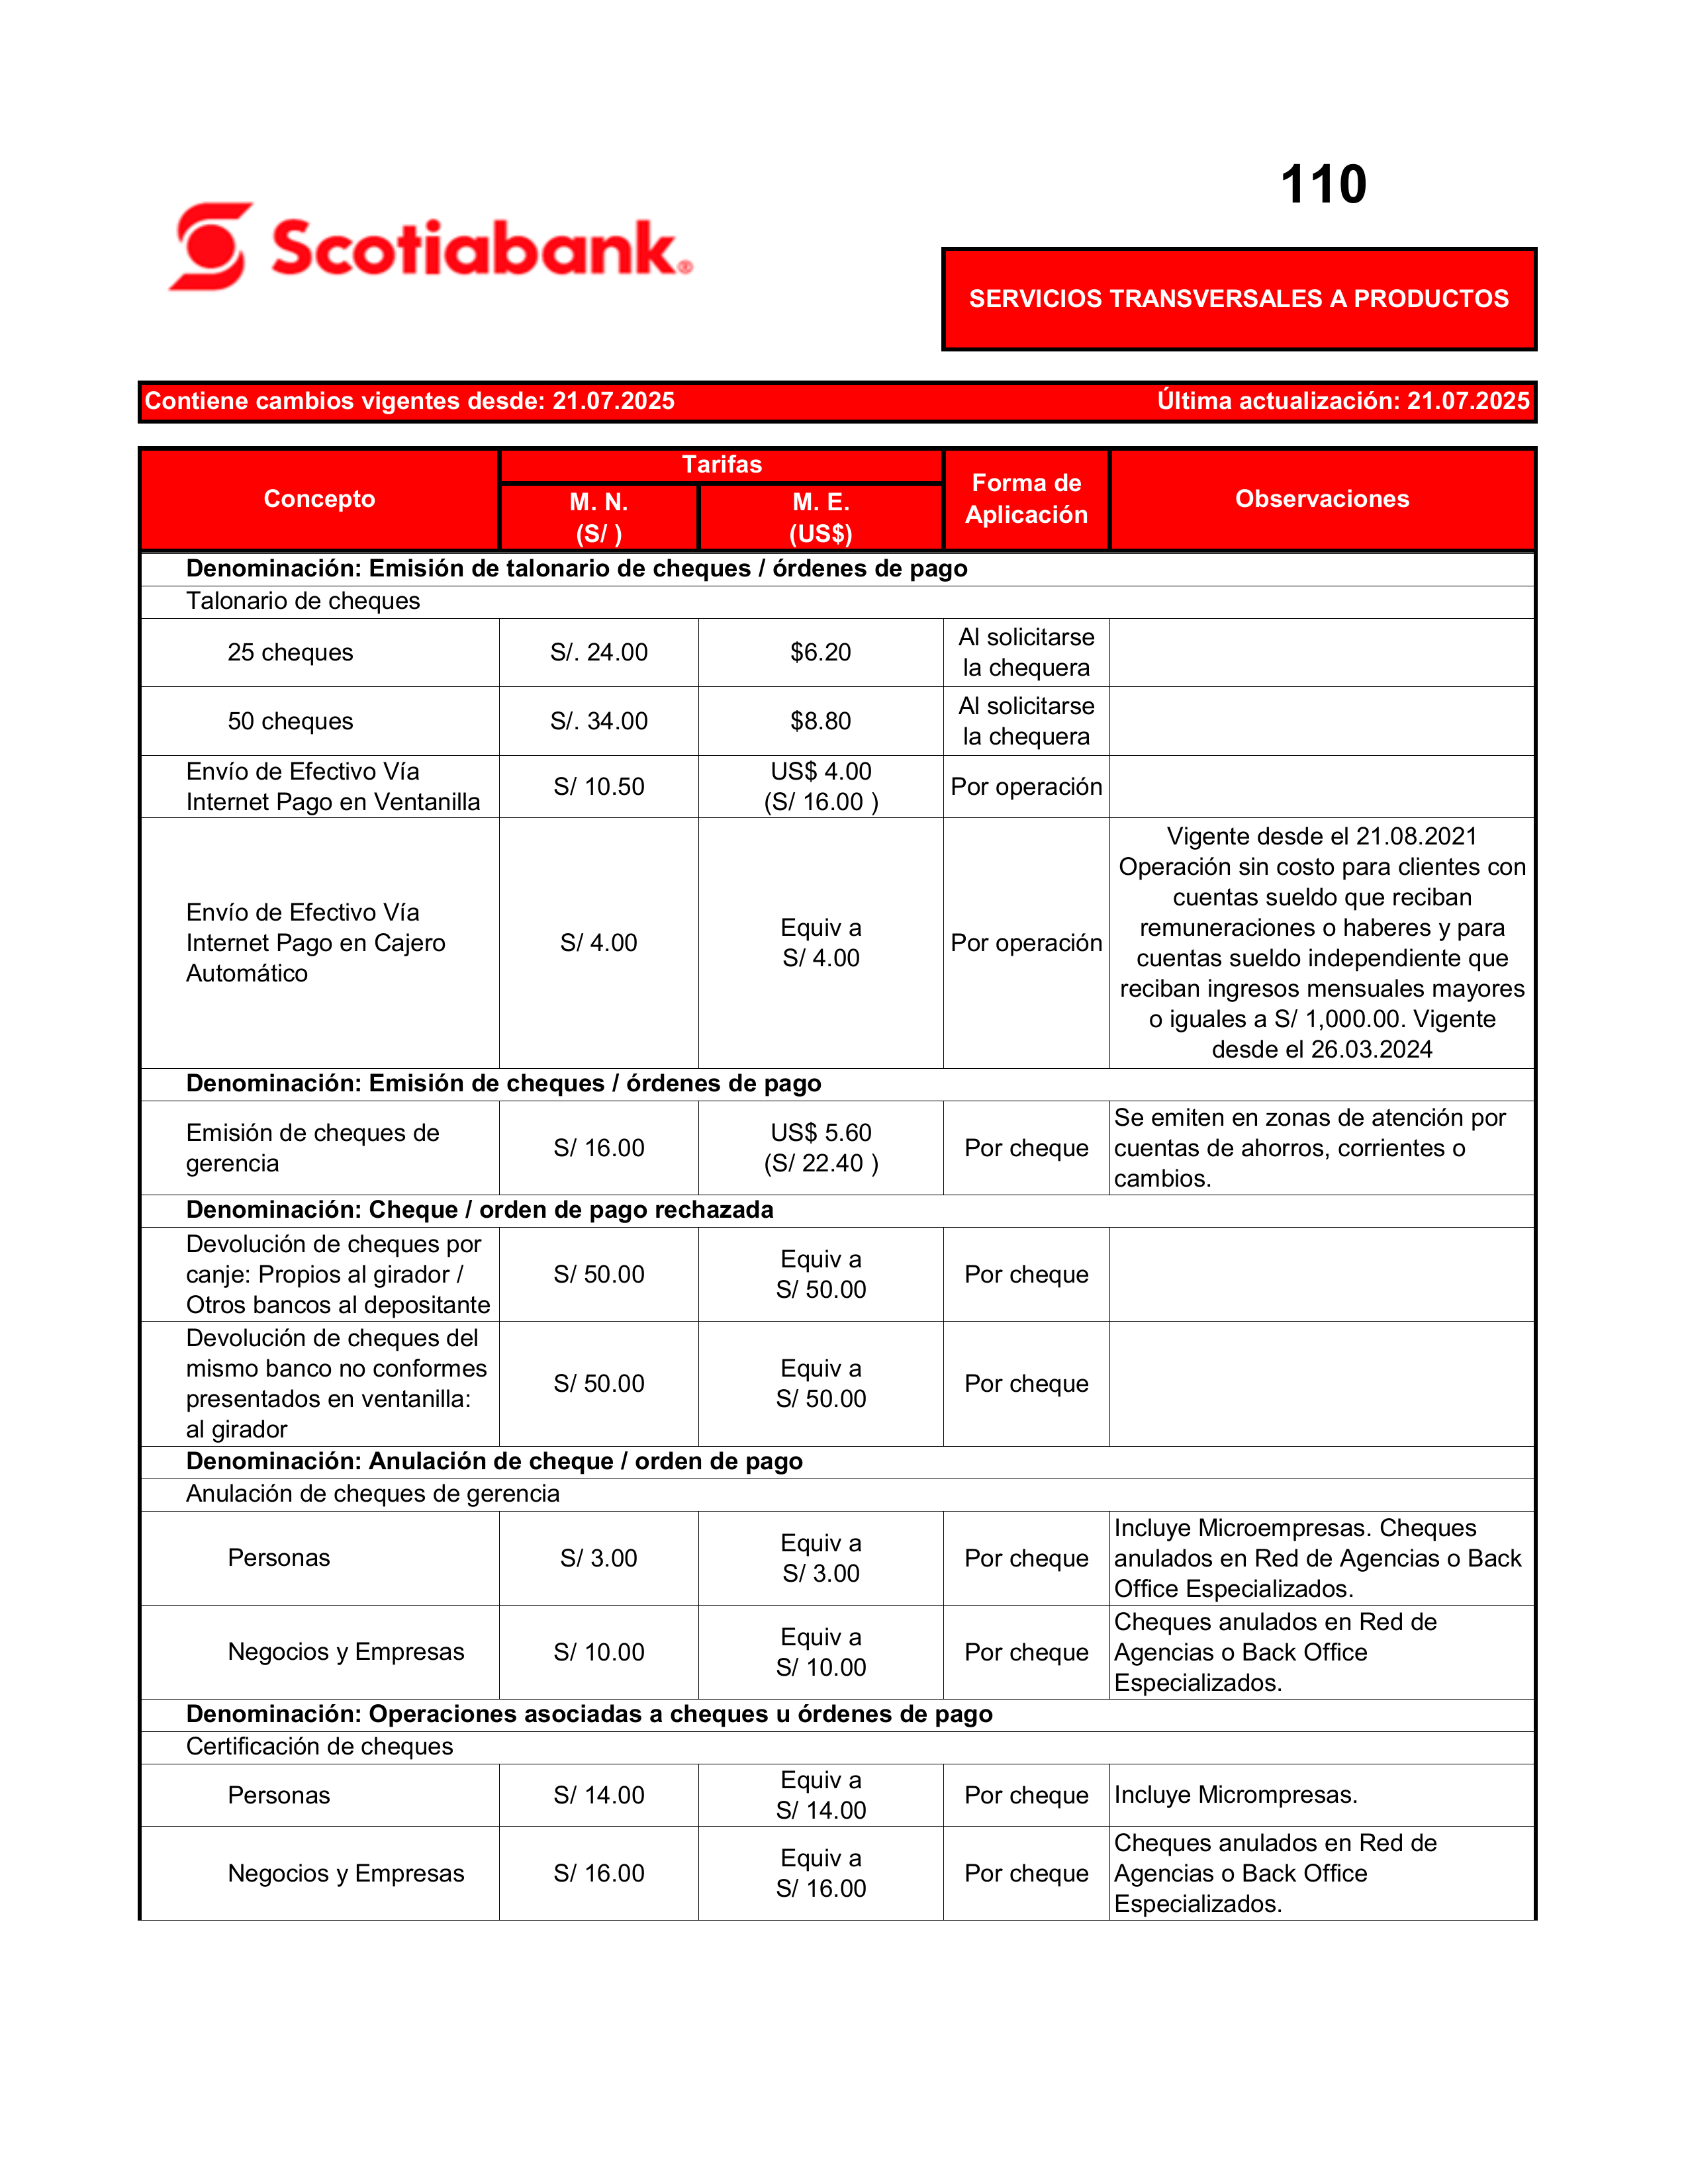 110
Scotiabank®
SERVICIOS TRANSVERSALES A PRODUCTOS
Contiene cambios vigentes desde: 21.07.2025 Última actualización: 21.07.2025
Concepto
Tarifas
M. N.
(S/ )
M. E.
(US$)
Forma de
Aplicación
Observaciones
Denominación: Emisión de talonario de cheques / órdenes de pago
Talonario de cheques
25 cheques
S/. 24.00
$6.20
Al solicitarse
la chequera
50 cheques
S/. 34.00
$8.80
Al solicitarse
la chequera
Envío de Efectivo Vía
Internet Pago en Ventanilla
S/ 10.50
US$ 4.00
(S/ 16.00 )
Por operación
Envío de Efectivo Vía
Internet Pago en Cajero
Automático
S/ 4.00
Equiv a
S/ 4.00
Por operación
Vigente desde el 21.08.2021
Operación sin costo para clientes con
cuentas sueldo que reciban
remuneraciones o haberes y para
cuentas sueldo independiente que
reciban ingresos mensuales mayores
o iguales a S/ 1,000.00. Vigente
desde el 26.03.2024
Denominación: Emisión de cheques / órdenes de pago
Emisión de cheques de
gerencia
S/ 16.00
US$ 5.60
(S/ 22.40 )
Por cheque
Se emiten en zonas de atención por
cuentas de ahorros, corrientes o
cambios.
Denominación: Cheque / orden de pago rechazada
Devolución de cheques por
canje: Propios al girador /
Otros bancos al depositante
S/ 50.00
Equiv a
S/ 50.00
Por cheque
Devolución de cheques del
mismo banco no conformes
presentados en ventanilla:
al girador
S/ 50.00
Equiv a
S/ 50.00
Por cheque
Denominación: Anulación de cheque / orden de pago
Anulación de cheques de gerencia
Personas
S/ 3.00
Equiv a
S/ 3.00
Por cheque
Incluye Microempresas. Cheques
anulados en Red de Agencias o Back
Office Especializados.
Negocios y Empresas
S/ 10.00
Equiv a
S/ 10.00
Por cheque
Cheques anulados en Red de
Agencias o Back Office
Especializados.
Denominación: Operaciones asociadas a cheques u órdenes de pago
Certificación de cheques
Personas
S/ 14.00
Equiv a
S/ 14.00
Por cheque
Incluye Micrompresas.
Negocios y Empresas
S/ 16.00
Equiv a
S/ 16.00
Por cheque
Cheques anulados en Red de
Agencias o Back Office
Especializados.